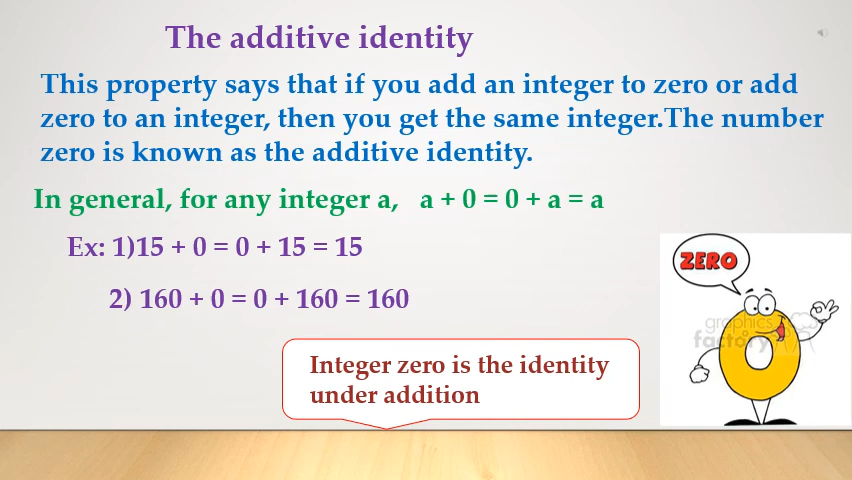 The additive identity
This property says that if you add an integer to zero or add
zero to an integer, then you get the same integer.The number
zero is known as the additive identity.
In general, for any integer a, a + 0 = 0 + a = a
Ex: 1)15 + 0 = 0 + 15 = 15
2) 160 + 0 = 0 + 160 = 160
ZERO
graphics
factory
Integer zero is the identity
under addition